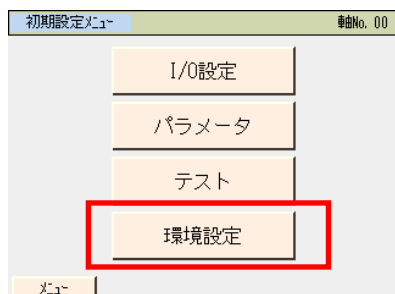 初期設定ﾒﾆｭｰ 軸No. 00
I/O設定
パラメータ
テスト
環境設定
ﾒﾆｭｰ